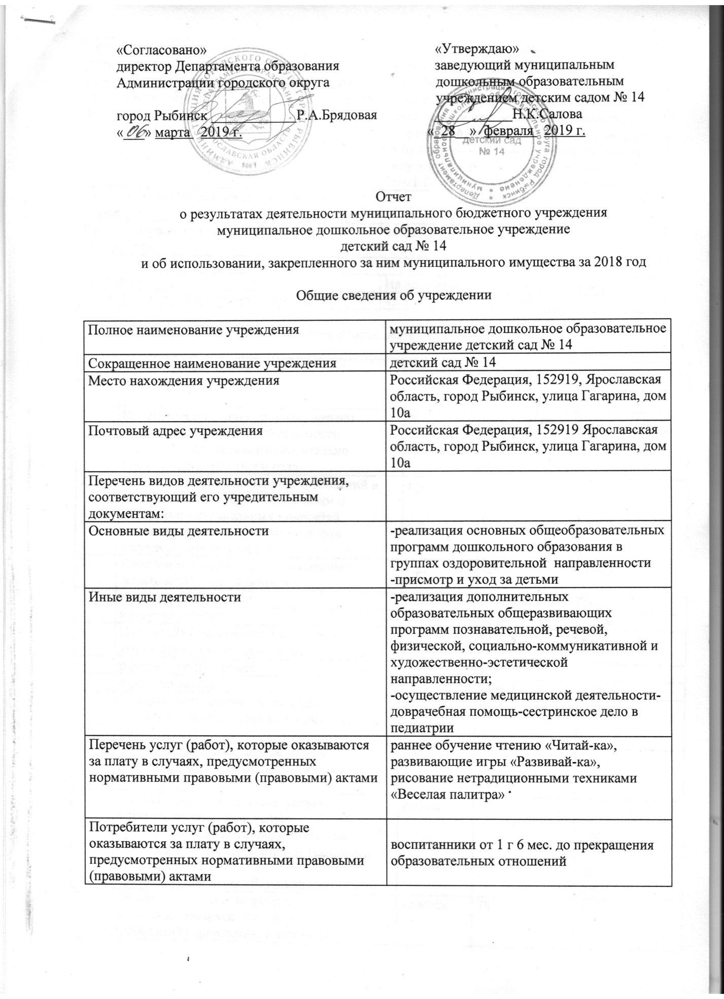 «Согласовано»
директор Департамента образования
Администрации городского округа
город Рыбинск ____________Р.А.Брядовая
«_06_» марта 2019 г.
«Утверждаю»
заведующий муниципальным
дошкольным образовательным
учреждением детским садом № 14
___________Н.К.Салова
«_28__» февраля 2019 г.
детский сад
№ 14
Отчет
о результатах деятельности муниципального бюджетного учреждения
муниципальное дошкольное образовательное учреждение
детский сад № 14
и об использовании, закрепленного за ним муниципального имущества за 2018 год
Общие сведения об учреждении
Полное наименование учреждения
муниципальное дошкольное образовательное
учреждение детский сад № 14
Сокращенное наименование учреждения
детский сад № 14
Место нахождения учреждения
Российская Федерация, 152919, Ярославская
область, город Рыбинск, улица Гагарина, дом
10а
Почтовый адрес учреждения
Российская Федерация, 152919 Ярославская
область, город Рыбинск, улица Гагарина, дом
10а
Перечень видов деятельности учреждения,
соответствующий его учредительным
документам:
Основные виды деятельности
-реализация основных общеобразовательных
программ дошкольного образования в
группах оздоровительной направленности
-присмотр и уход за детьми
Иные виды деятельности
-реализация дополнительных
образовательных общеразвивающих
программ познавательной, речевой,
физической, социально-коммуникативной и
художественно-эстетической
направленности;
-осуществление медицинской деятельности-
доврачебная помощь-сестринское дело в
педиатрии
Перечень услуг (работ), которые оказываются
за плату в случаях, предусмотренных
нормативными правовыми (правовыми) актами
раннее обучение чтению «Читай-ка»,
развивающие игры «Развивай-ка»,
рисование нетрадиционными техниками
«Веселая палитра»
Потребители услуг (работ), которые
оказываются за плату в случаях,
предусмотренных нормативными правовыми
(правовыми) актами
воспитанники от 1 г 6 мес. до прекращения
образовательных отношений